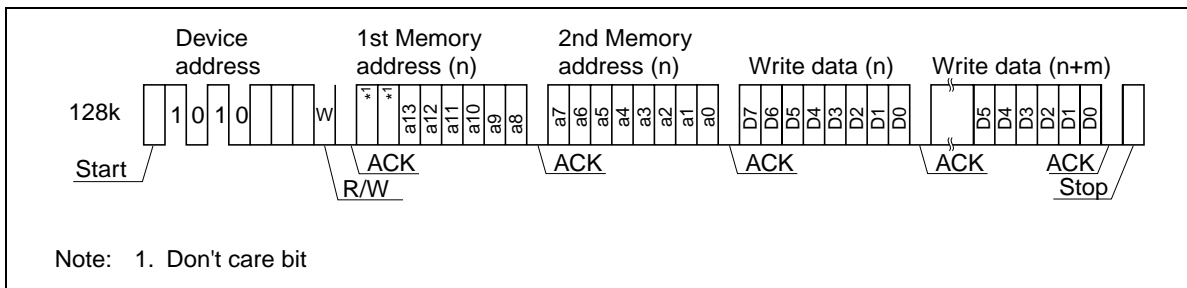 Device address
1st Memory address (n)
2nd Memory address (n)
Write data (n)
Write data (n+m)
128k
1 0 1 0 W
*1 *1 a13 a12 a11 a10 a9 a8
a7 a6 a5 a4 a3 a2 a1 a0
D7 D6 D5 D4 D3 D2 D1 D0
D5 D4 D3 D2 D1 D0
Start
R/W
ACK
ACK
ACK
ACK
ACK
Stop
Note: 1. Don't care bit